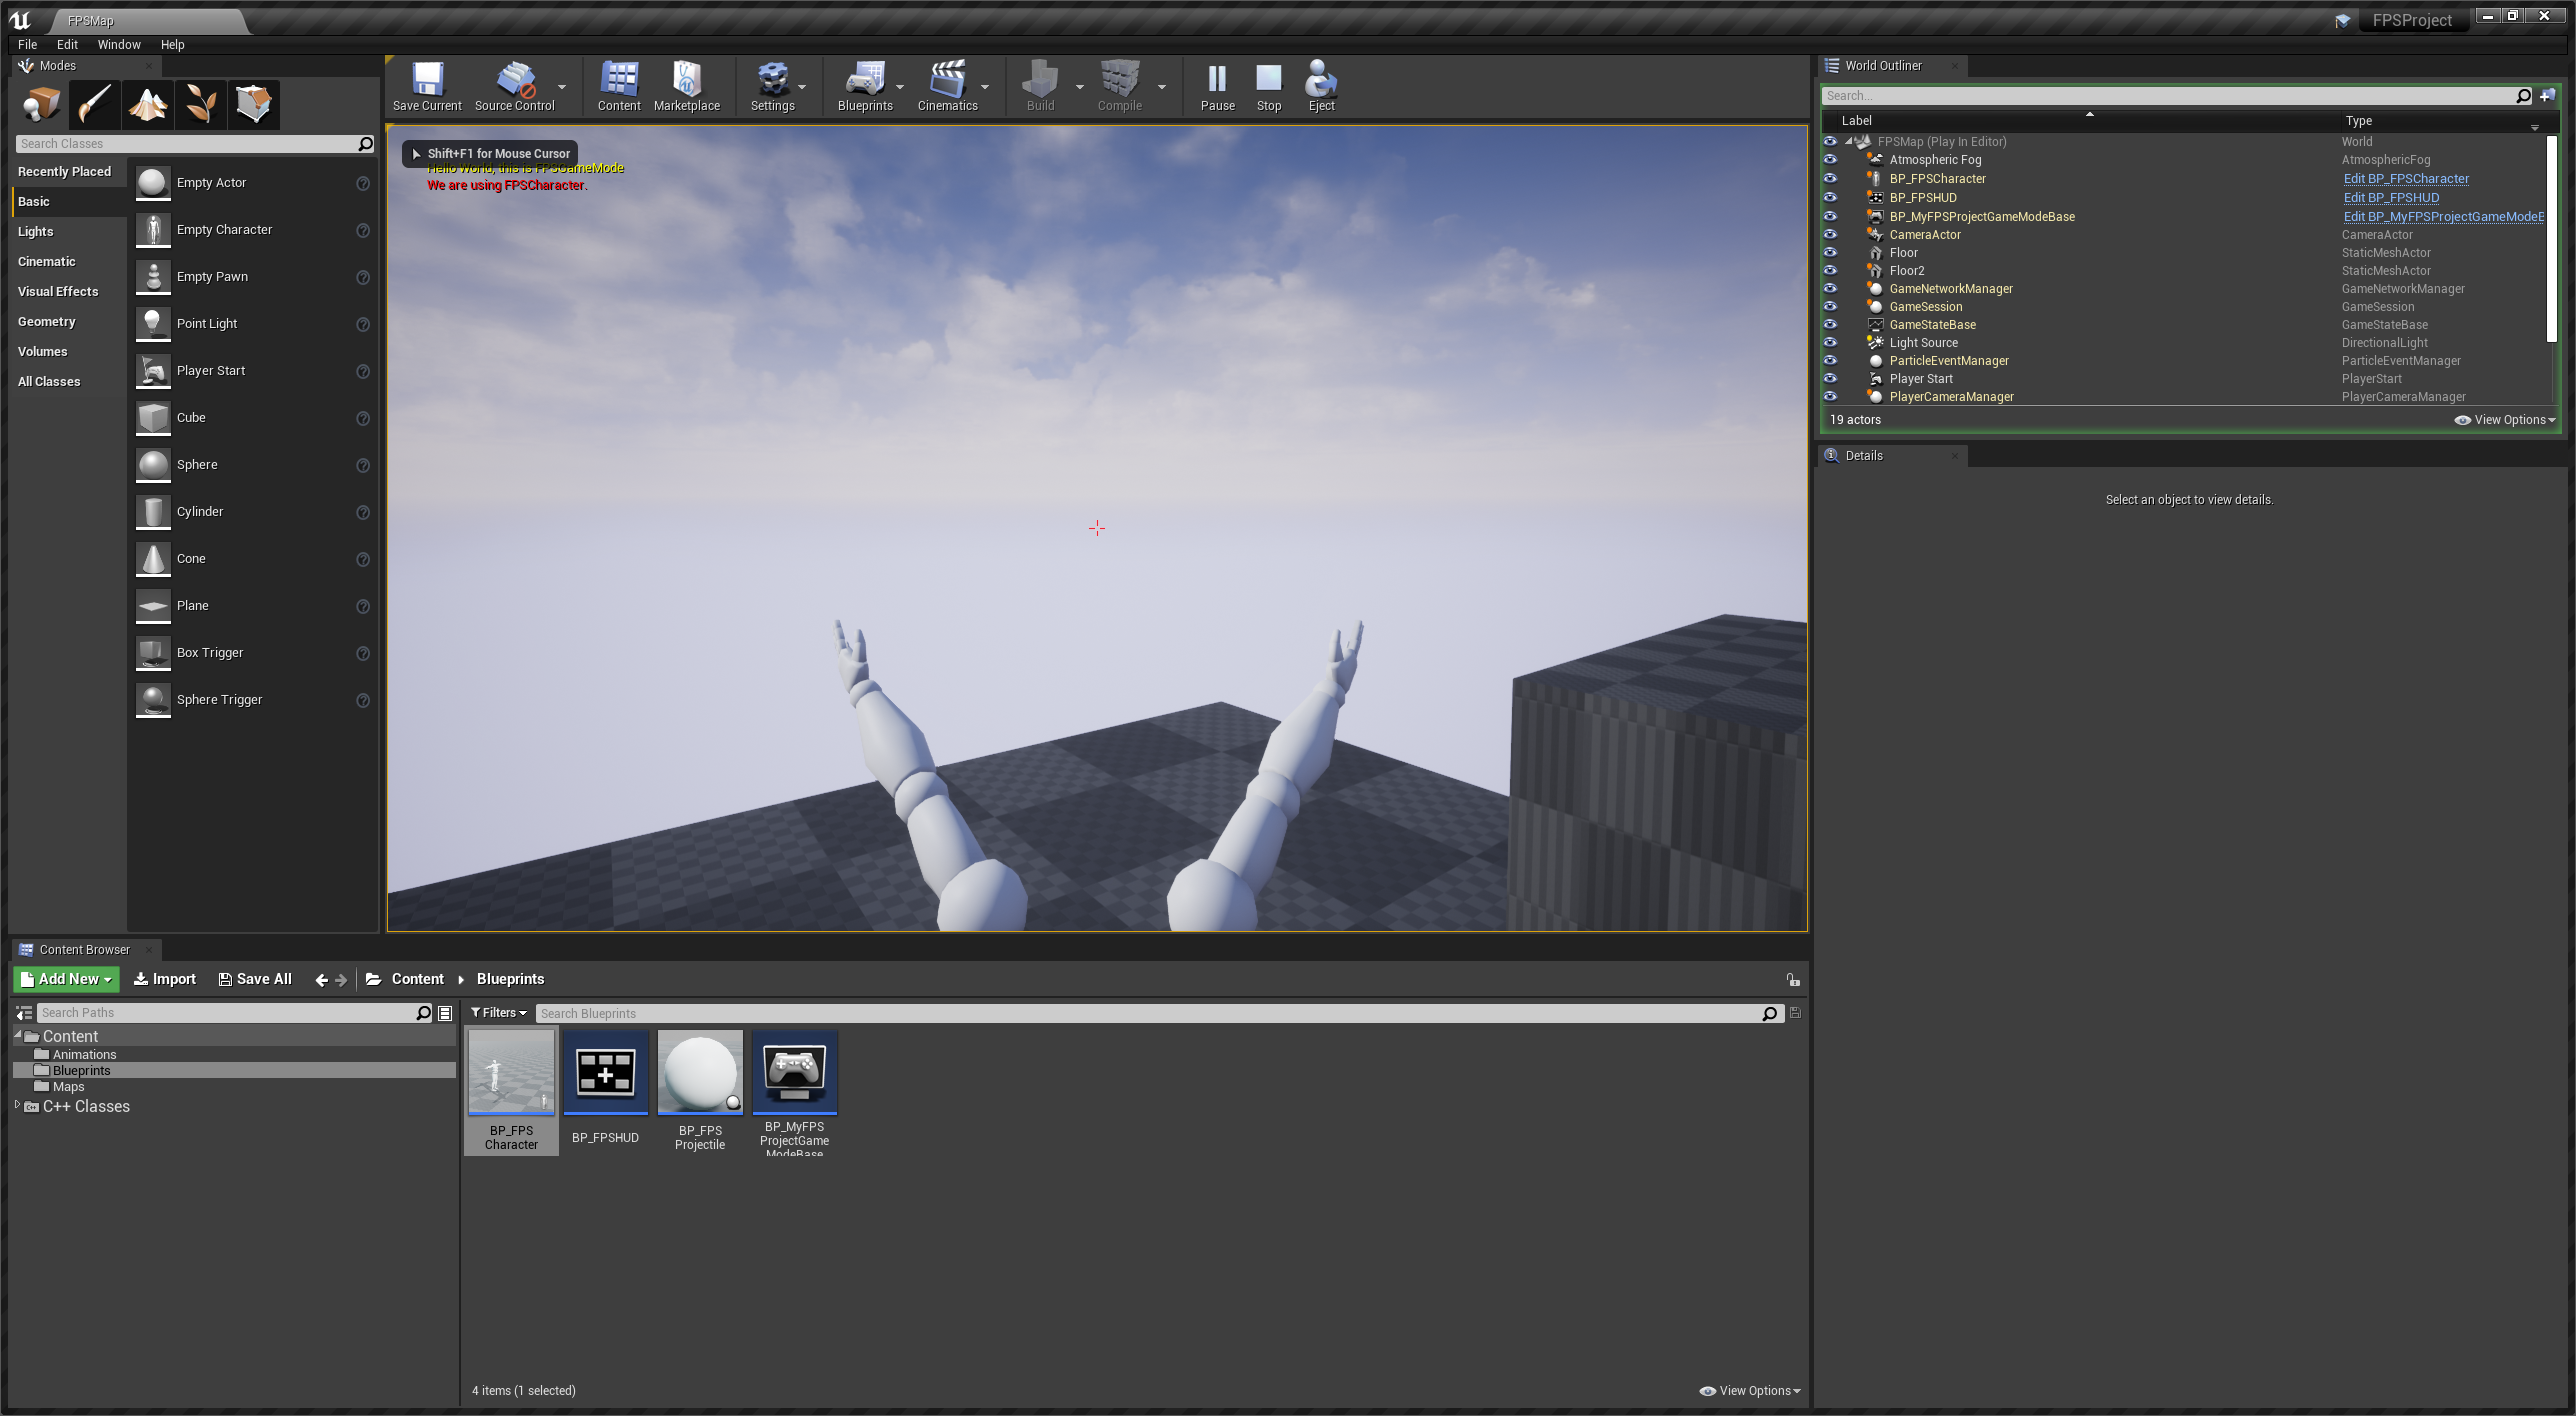 FPSMap
FPSProject
File Edit Window Help
Modes
Search Classes
Recently Placed
Basic
Lights
Cinematic
Visual Effects
Geometry
Volumes
All Classes
Empty Actor
Empty Character
Empty Pawn
Point Light
Player Start
Cube
Sphere
Cylinder
Cone
Plane
Box Trigger
Sphere Trigger
Save Current
Source Control
Content
Marketplace
Settings
Blueprints
Cinematics
Build
Compile
Pause
Stop
Eject
Shift+F1 for Mouse Cursor
Hello World, this is FPSGameMode
We are using FPSCharacter.
World Outliner
Search...
Label Type
FPSMap (Play In Editor) World
Atmospheric Fog AtmosphericFog
BP_FPSCharacter Edit BP_FPSCharacter
BP_FPSHUD Edit BP_FPSHUD
BP_MyFPSProjectGameModeBase Edit BP_MyFPSProjectGameModeB
CameraActor CameraActor
Floor StaticMeshActor
Floor2 StaticMeshActor
GameNetworkManager GameNetworkManager
GameSession GameSession
GameStateBase GameStateBase
Light Source DirectionalLight
ParticleEventManager ParticleEventManager
Player Start PlayerStart
PlayerCameraManager PlayerCameraManager
19 actors View Options
Details
Select an object to view details.
Content Browser
Add New Import Save All Content Blueprints
Search Paths
Content
Animations
Blueprints
Maps
C++ Classes
Filters Search Blueprints
BP_FPS
Character
BP_FPSHUD
BP_FPS
Projectile
BP_MyFPS
ProjectGame
ModeBase
4 items (1 selected) View Options